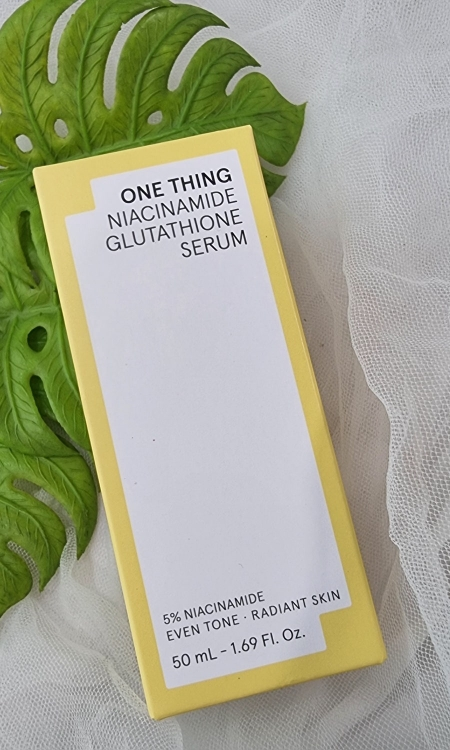 ONE THING
NIACINAMIDE
GLUTATHIONE
SERUM
5% NIACINAMIDE
EVEN TONE · RADIANT SKIN
50 mL – 1.69 Fl. Oz.